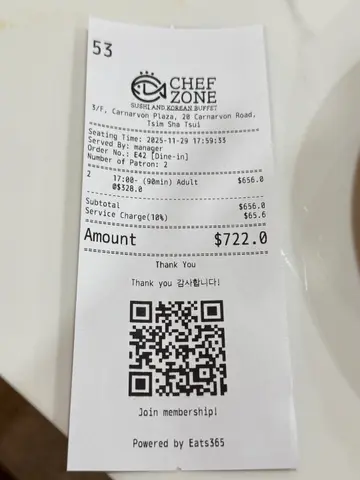 53
CHEF
ZONE
SUSHI AND KOREAN BUFFET
3/F, Carnarvon Plaza, 20 Carnarvon Road,
Tsim Sha Tsui
Seating Time: 2025-11-29 17:59:33
Served By: manager
Order No.: E42 [Dine-in]
Number of Patron: 2
2 17:00- (90min) Adult $656.0
@$328.0
Subtotal $656.0
Service Charge(10%) $65.6
Amount $722.0
Thank You
Thank you 감사합니다!
Join membership!
Powered by Eats365